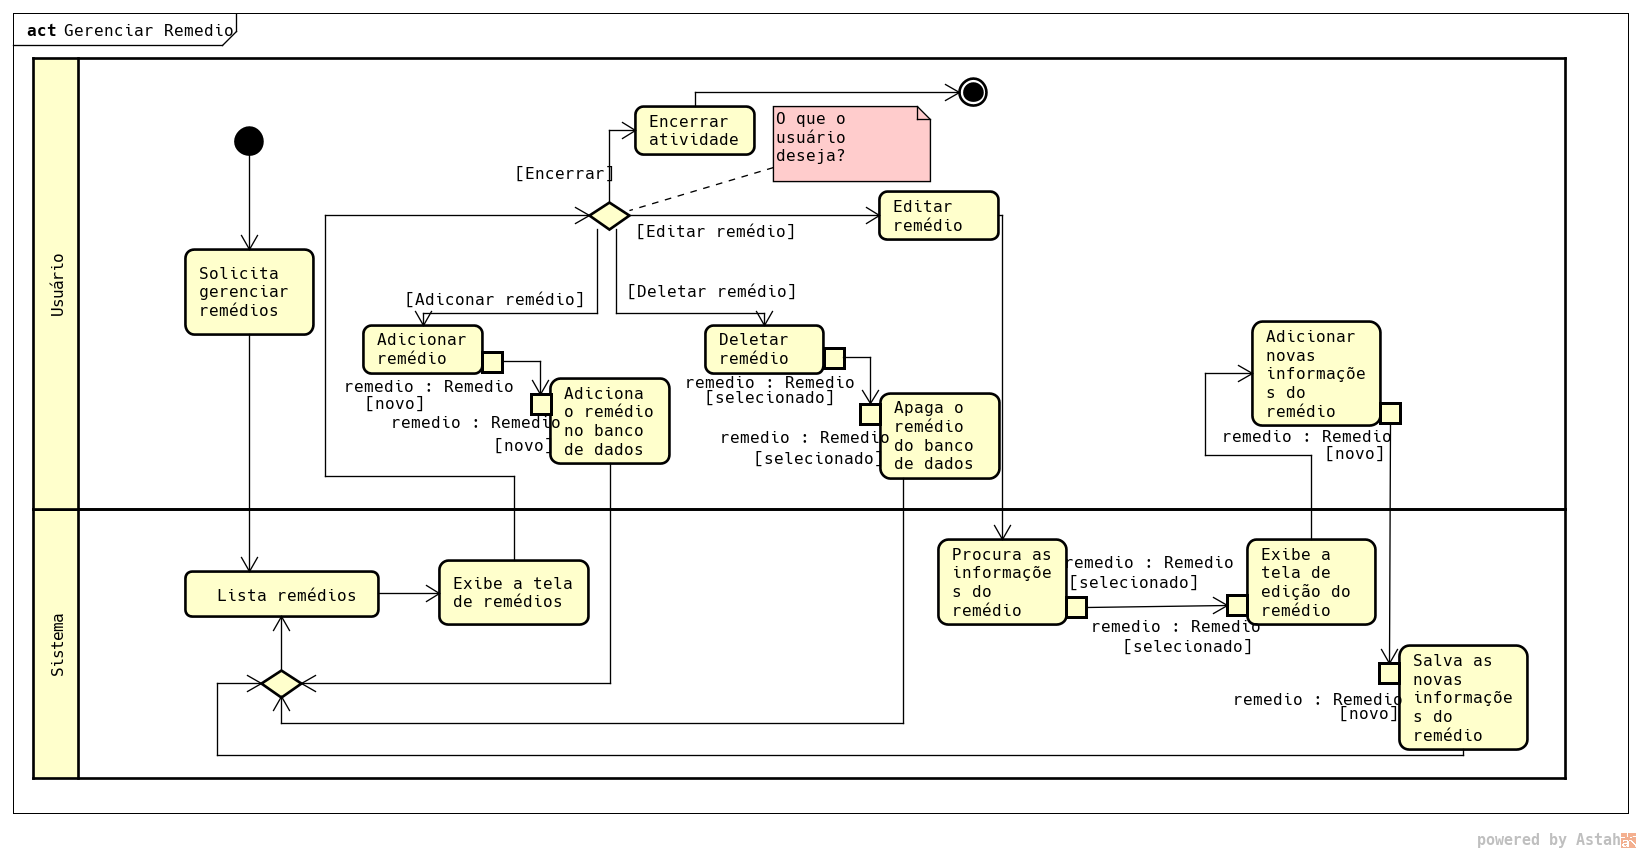 act Gerenciar Remedio
Usuário
Encerrar
atividade
O que o
usuário
deseja?
[Encerrar]
Editar
remédio
[Editar remédio]
Solicita
gerenciar
remédios
[Adiconar remédio]
[Deletar remédio]
Adicionar
remédio
remedio : Remedio
[novo]
Adiciona
o remédio
no banco
de dados
remedio : Remedio
[novo]
Deletar
remédio
remedio : Remedio
[selecionado]
Apaga o
remédio
do banco
de dados
remedio : Remedio
[selecionado]
Adicionar
novas
informaçõe
s do
remédio
remedio : Remedio
[novo]
Sistema
Lista remédios
Exibe a tela
de remédios
Procura as
informaçõe
s do
remédio
remedio : Remedio
[selecionado]
Exibe a
tela de
edição do
remédio
remedio : Remedio
[selecionado]
Salva as
novas
informaçõe
s do
remédio
remedio : Remedio
[novo]
powered by Astah